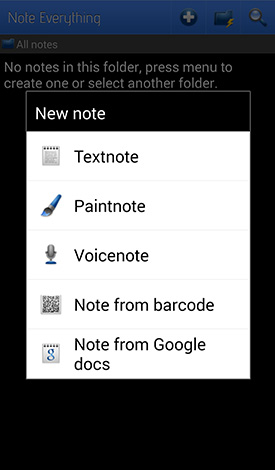 Note Everything
All notes
No notes in this folder, press menu to
create one or select another folder.
New note
Textnote
Paintnote
Voicenote
Note from barcode
Note from Google
docs